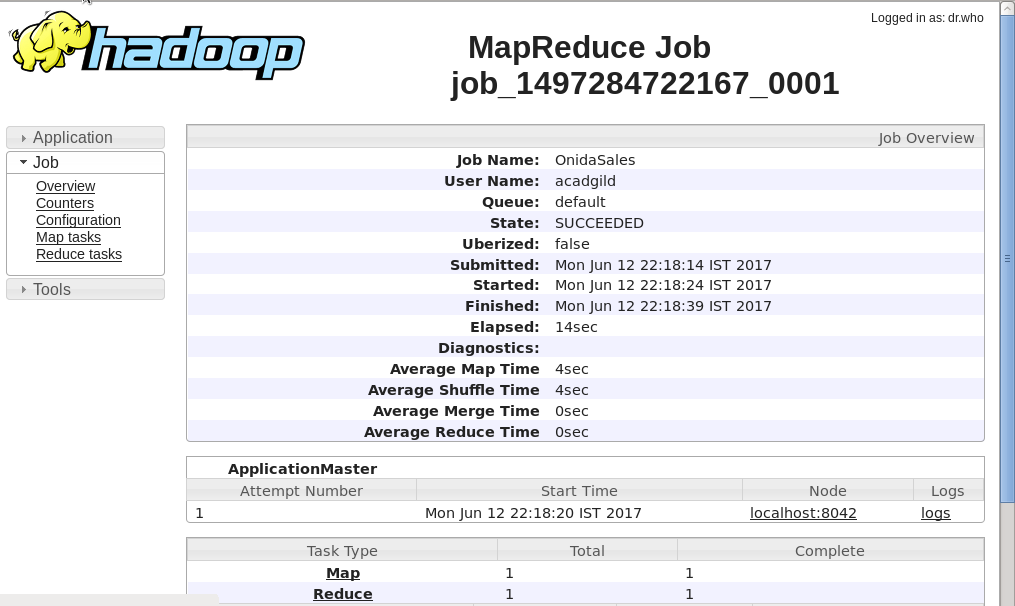 Logged in as: dr.who
hadoop
MapReduce Job
job_1497284722167_0001
Application
Job
Overview
Counters
Configuration
Map tasks
Reduce tasks
Tools
Job Overview
Job Name: OnidaSales
User Name: acadgild
Queue: default
State: SUCCEEDED
Uberized: false
Submitted: Mon Jun 12 22:18:14 IST 2017
Started: Mon Jun 12 22:18:24 IST 2017
Finished: Mon Jun 12 22:18:39 IST 2017
Elapsed: 14sec
Diagnostics:
Average Map Time 4sec
Average Shuffle Time 4sec
Average Merge Time 0sec
Average Reduce Time 0sec
ApplicationMaster
Attempt Number Start Time Node Logs
1 Mon Jun 12 22:18:20 IST 2017 localhost:8042 logs
Task Type Total Complete
Map 1 1
Reduce 1 1